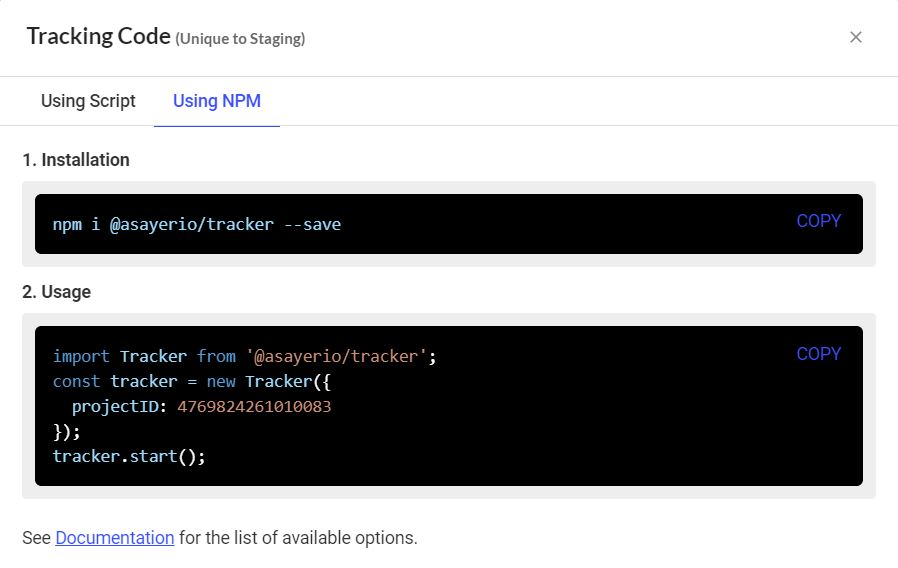 Tracking Code (Unique to Staging)
Using Script Using NPM
1. Installation
npm i @asayerio/tracker --save COPY
2. Usage
import Tracker from '@asayerio/tracker'; COPY
const tracker = new Tracker({
  projectID: 4769824261010083
});
tracker.start();
See Documentation for the list of available options.